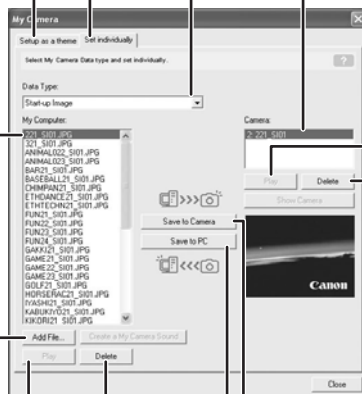 My Camera
Setup as a theme
Set individually
Select My Camera Data type and set individually.
?
Data Type:
Start-up Image
My Computer:
Camera:
221_SI01.JPG
321_SI01.JPG
ANIMAL022_SI01.JPG
ANIMAL023_SI01.JPG
BAR21_SI01.JPG
BASEBALL21_SI01.JPG
CHIMPAN21_SI01.JPG
ETHDANCE21_SI01.JPG
ETHTECHN21_SI01.JPG
FUN21_SI01.JPG
FUN22_SI01.JPG
FUN23_SI01.JPG
FUN24_SI01.JPG
GAKKI21_SI01.JPG
GAME21_SI01.JPG
GAME22_SI01.JPG
GAME23_SI01.JPG
GOLF21_SI01.JPG
HORSERAC21_SI01.JPG
IYASHI21_SI01.JPG
KABUKIYO21_SI01.JPG
KIKORI21_SI01.JPG
2: 221_SI01
Play
Delete
Show Camera
Save to Camera
Save to PC
Canon
Add File...
Create a My Camera Sound
Play
Delete
Close